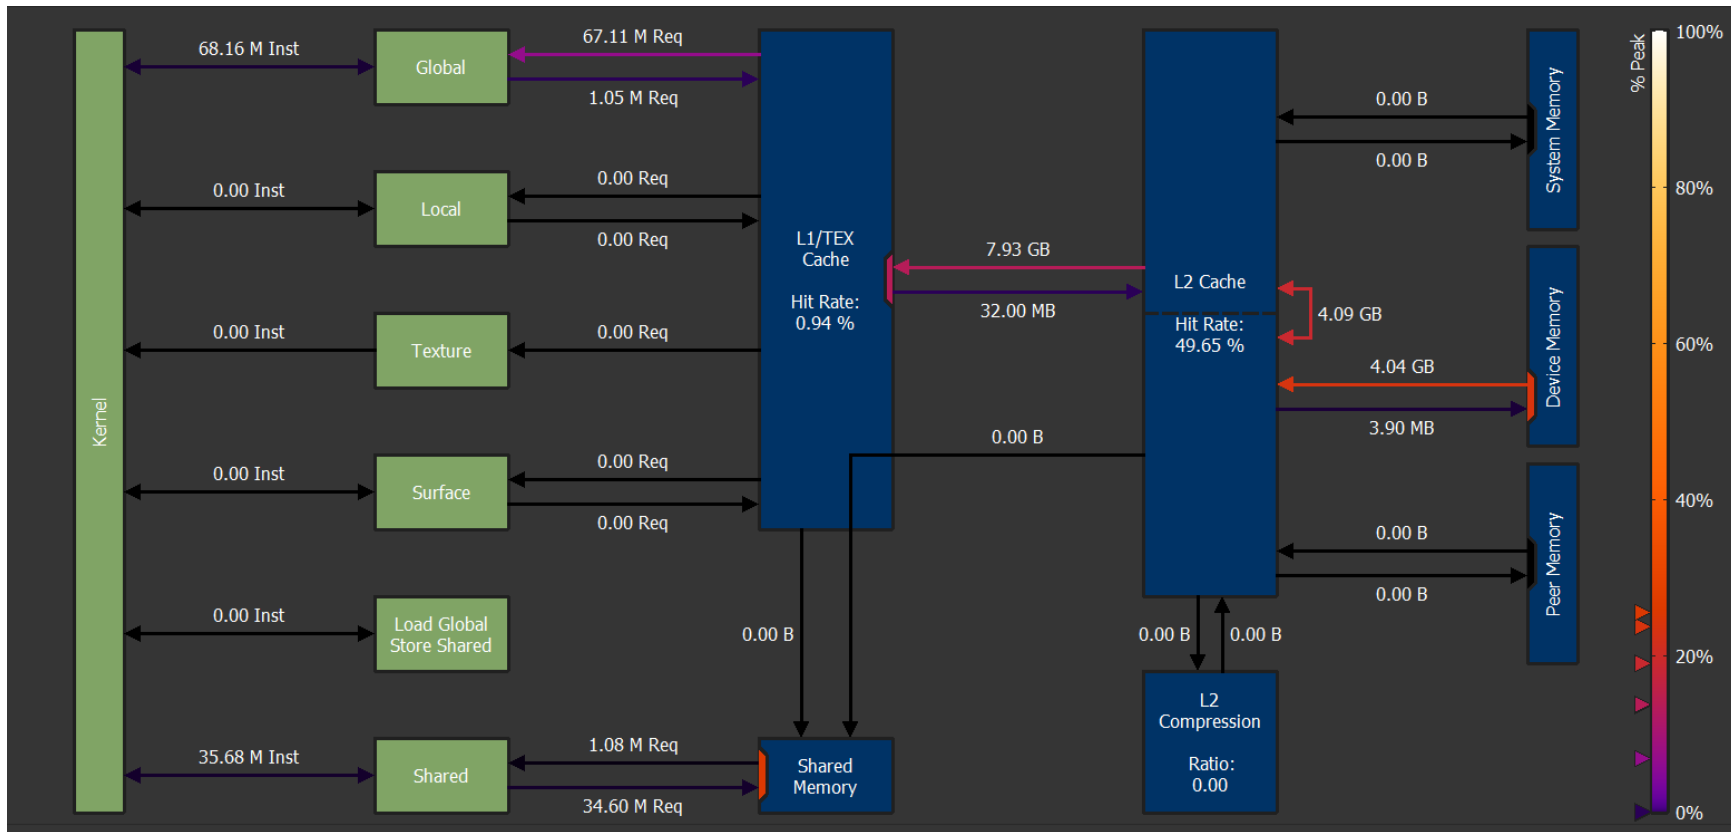 Kernel
68.16 M Inst
Global
67.11 M Req
1.05 M Req
0.00 Inst
Local
0.00 Req
0.00 Req
0.00 Inst
Texture
0.00 Req
0.00 Inst
Surface
0.00 Req
0.00 Req
0.00 Inst
Load Global
Store Shared
35.68 M Inst
Shared
1.08 M Req
34.60 M Req
L1/TEX
Cache
Hit Rate:
0.94 %
0.00 B
Shared
Memory
7.93 GB
32.00 MB
0.00 B
L2 Cache
Hit Rate:
49.65 %
4.09 GB
0.00 B
0.00 B
L2
Compression
Ratio:
0.00
0.00 B
0.00 B
System Memory
4.04 GB
3.90 MB
Device Memory
0.00 B
0.00 B
Peer Memory
% Peak
100%
80%
60%
40%
20%
0%